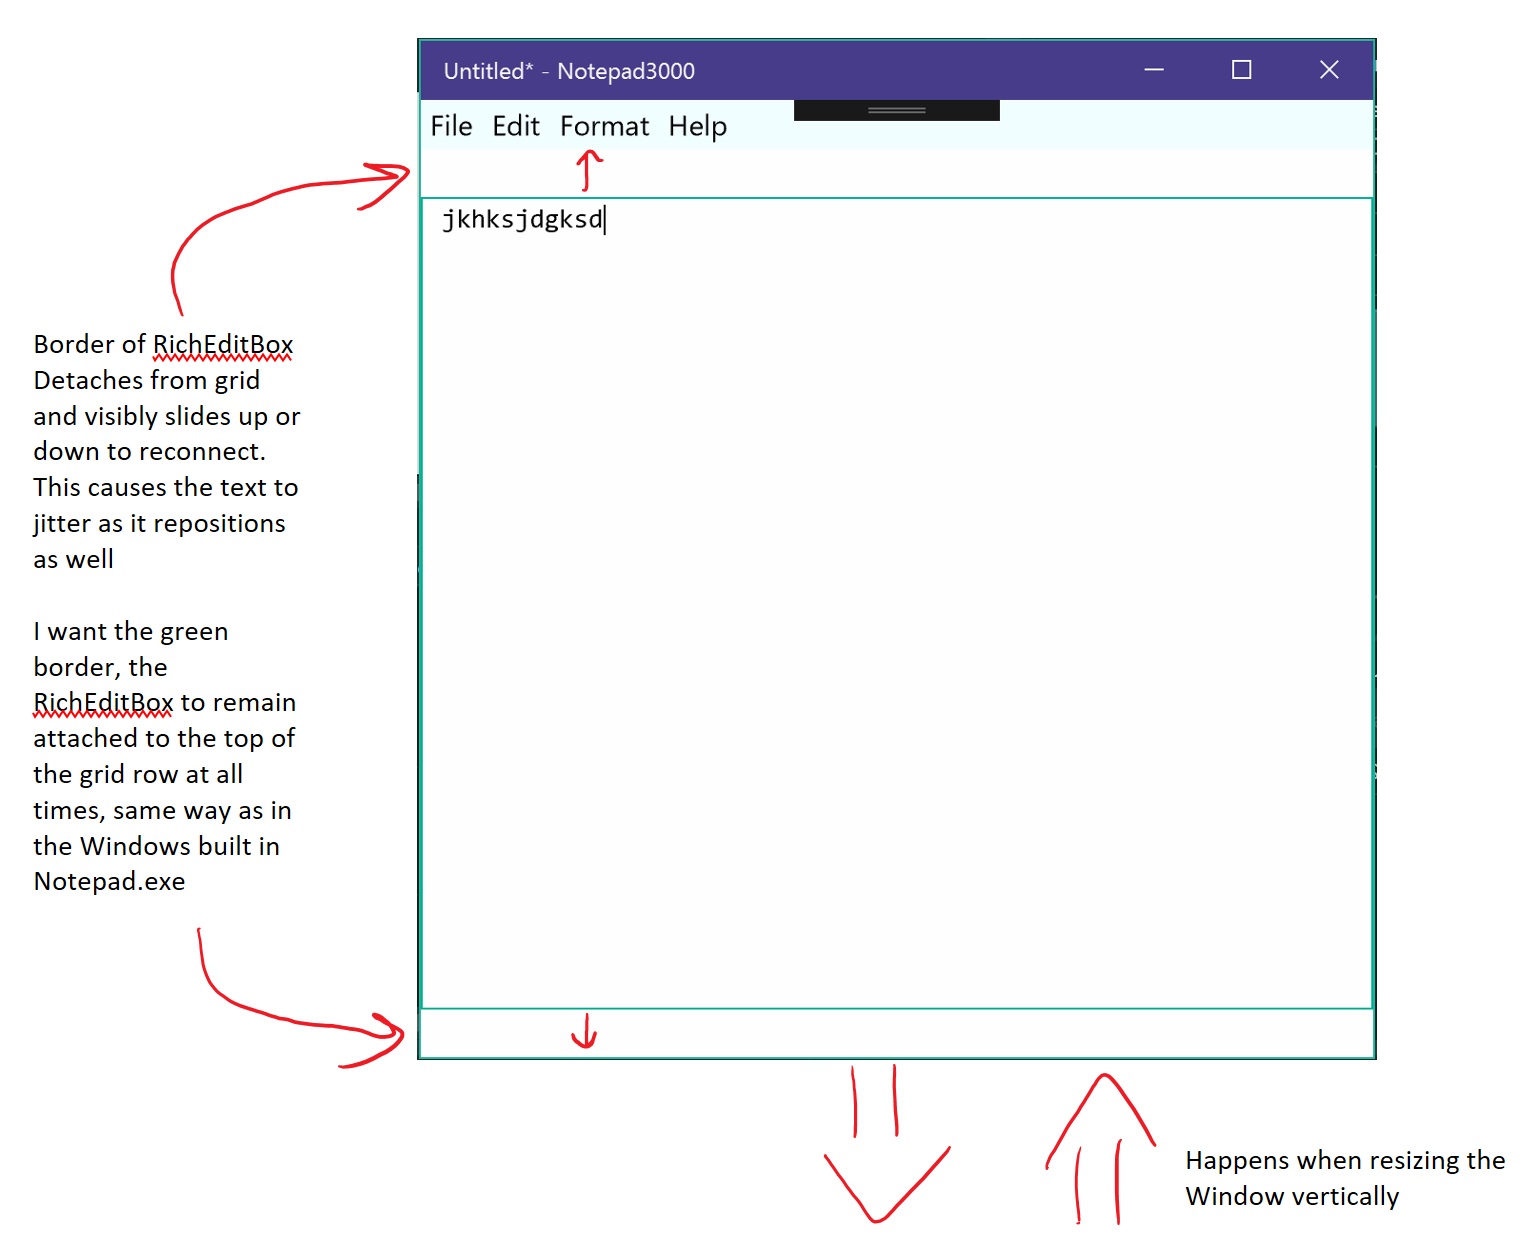 Untitled* - Notepad3000
File Edit Format Help
jkhksjdgksd
Border of RichEditBox
Detaches from grid
and visibly slides up or
down to reconnect.
This causes the text to
jitter as it repositions
as well
I want the green
border, the
RichEditBox to remain
attached to the top of
the grid row at all
times, same way as in
the Windows built in
Notepad.exe
Happens when resizing the
Window vertically